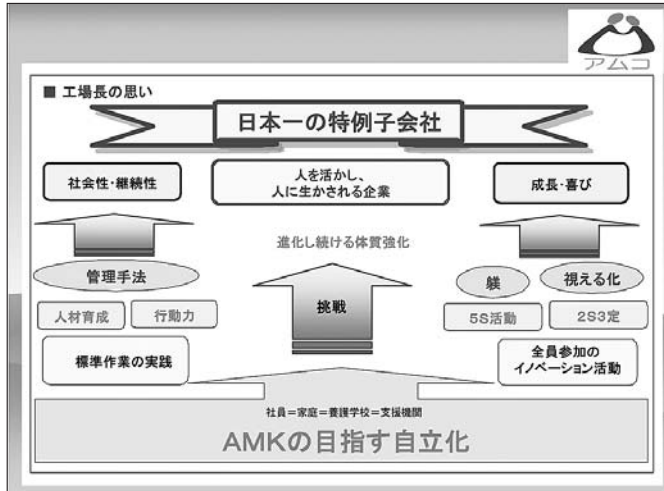 アムコ
■ 工場長の思い
日本一の特例子会社
社会性・継続性
人を活かし、
人に生かされる企業
成長・喜び
進化し続ける体質強化
管理手法
躾
視える化
人材育成
行動力
挑戦
5S活動
2S3定
標準作業の実践
全員参加の
イノベーション活動
社員＝家庭＝養護学校＝支援機関
AMKの目指す自立化